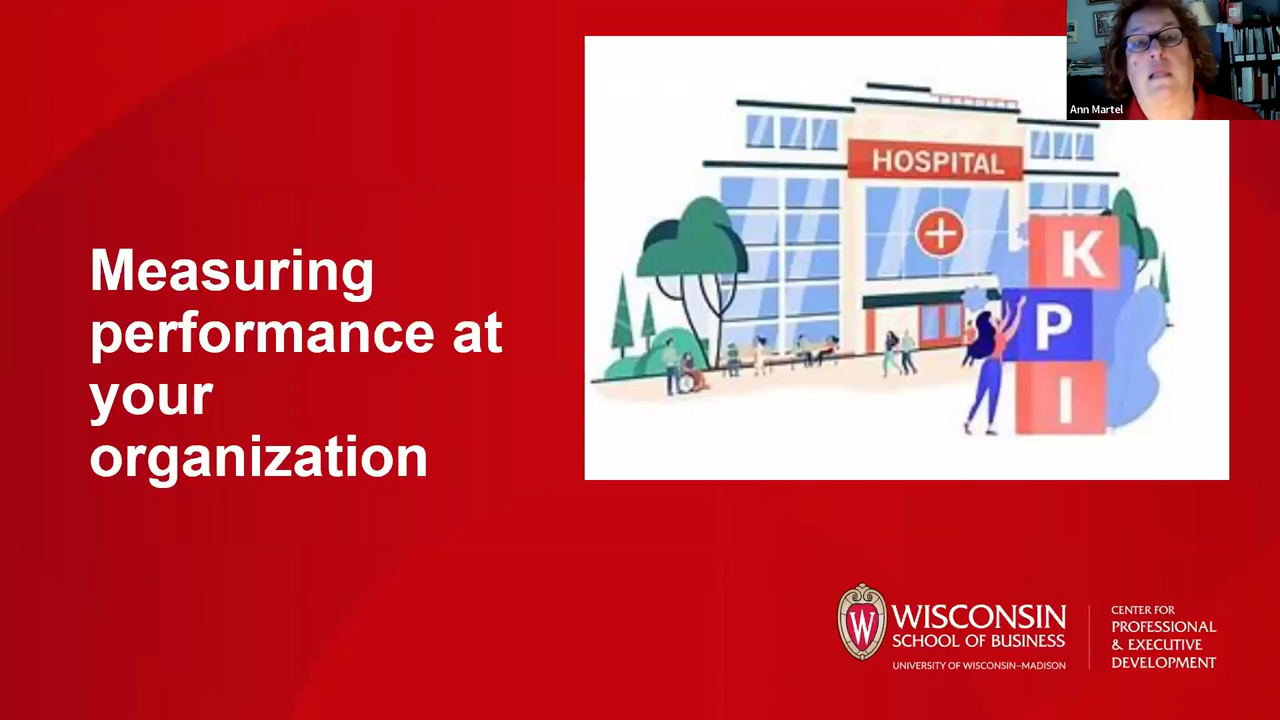 Ann Martel
HOSPITAL
K
P
I
Measuring
performance at
your
organization
W
WISCONSIN
SCHOOL OF BUSINESS
UNIVERSITY OF WISCONSIN–MADISON
CENTER FOR
PROFESSIONAL
& EXECUTIVE
DEVELOPMENT